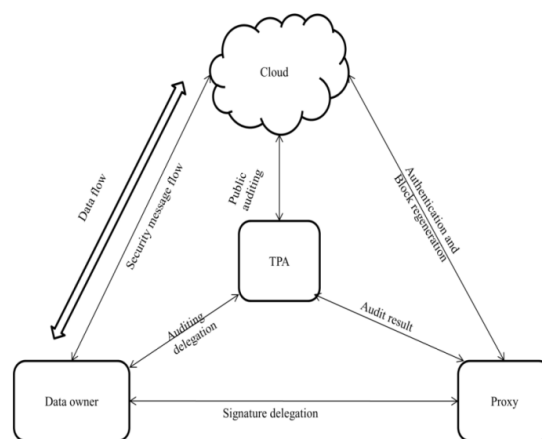 Cloud
Data flow
Security message flow
Public
auditing
Authentication and
Block regeneration
TPA
Auditing
delegation
Audit result
Data owner
Signature delegation
Proxy